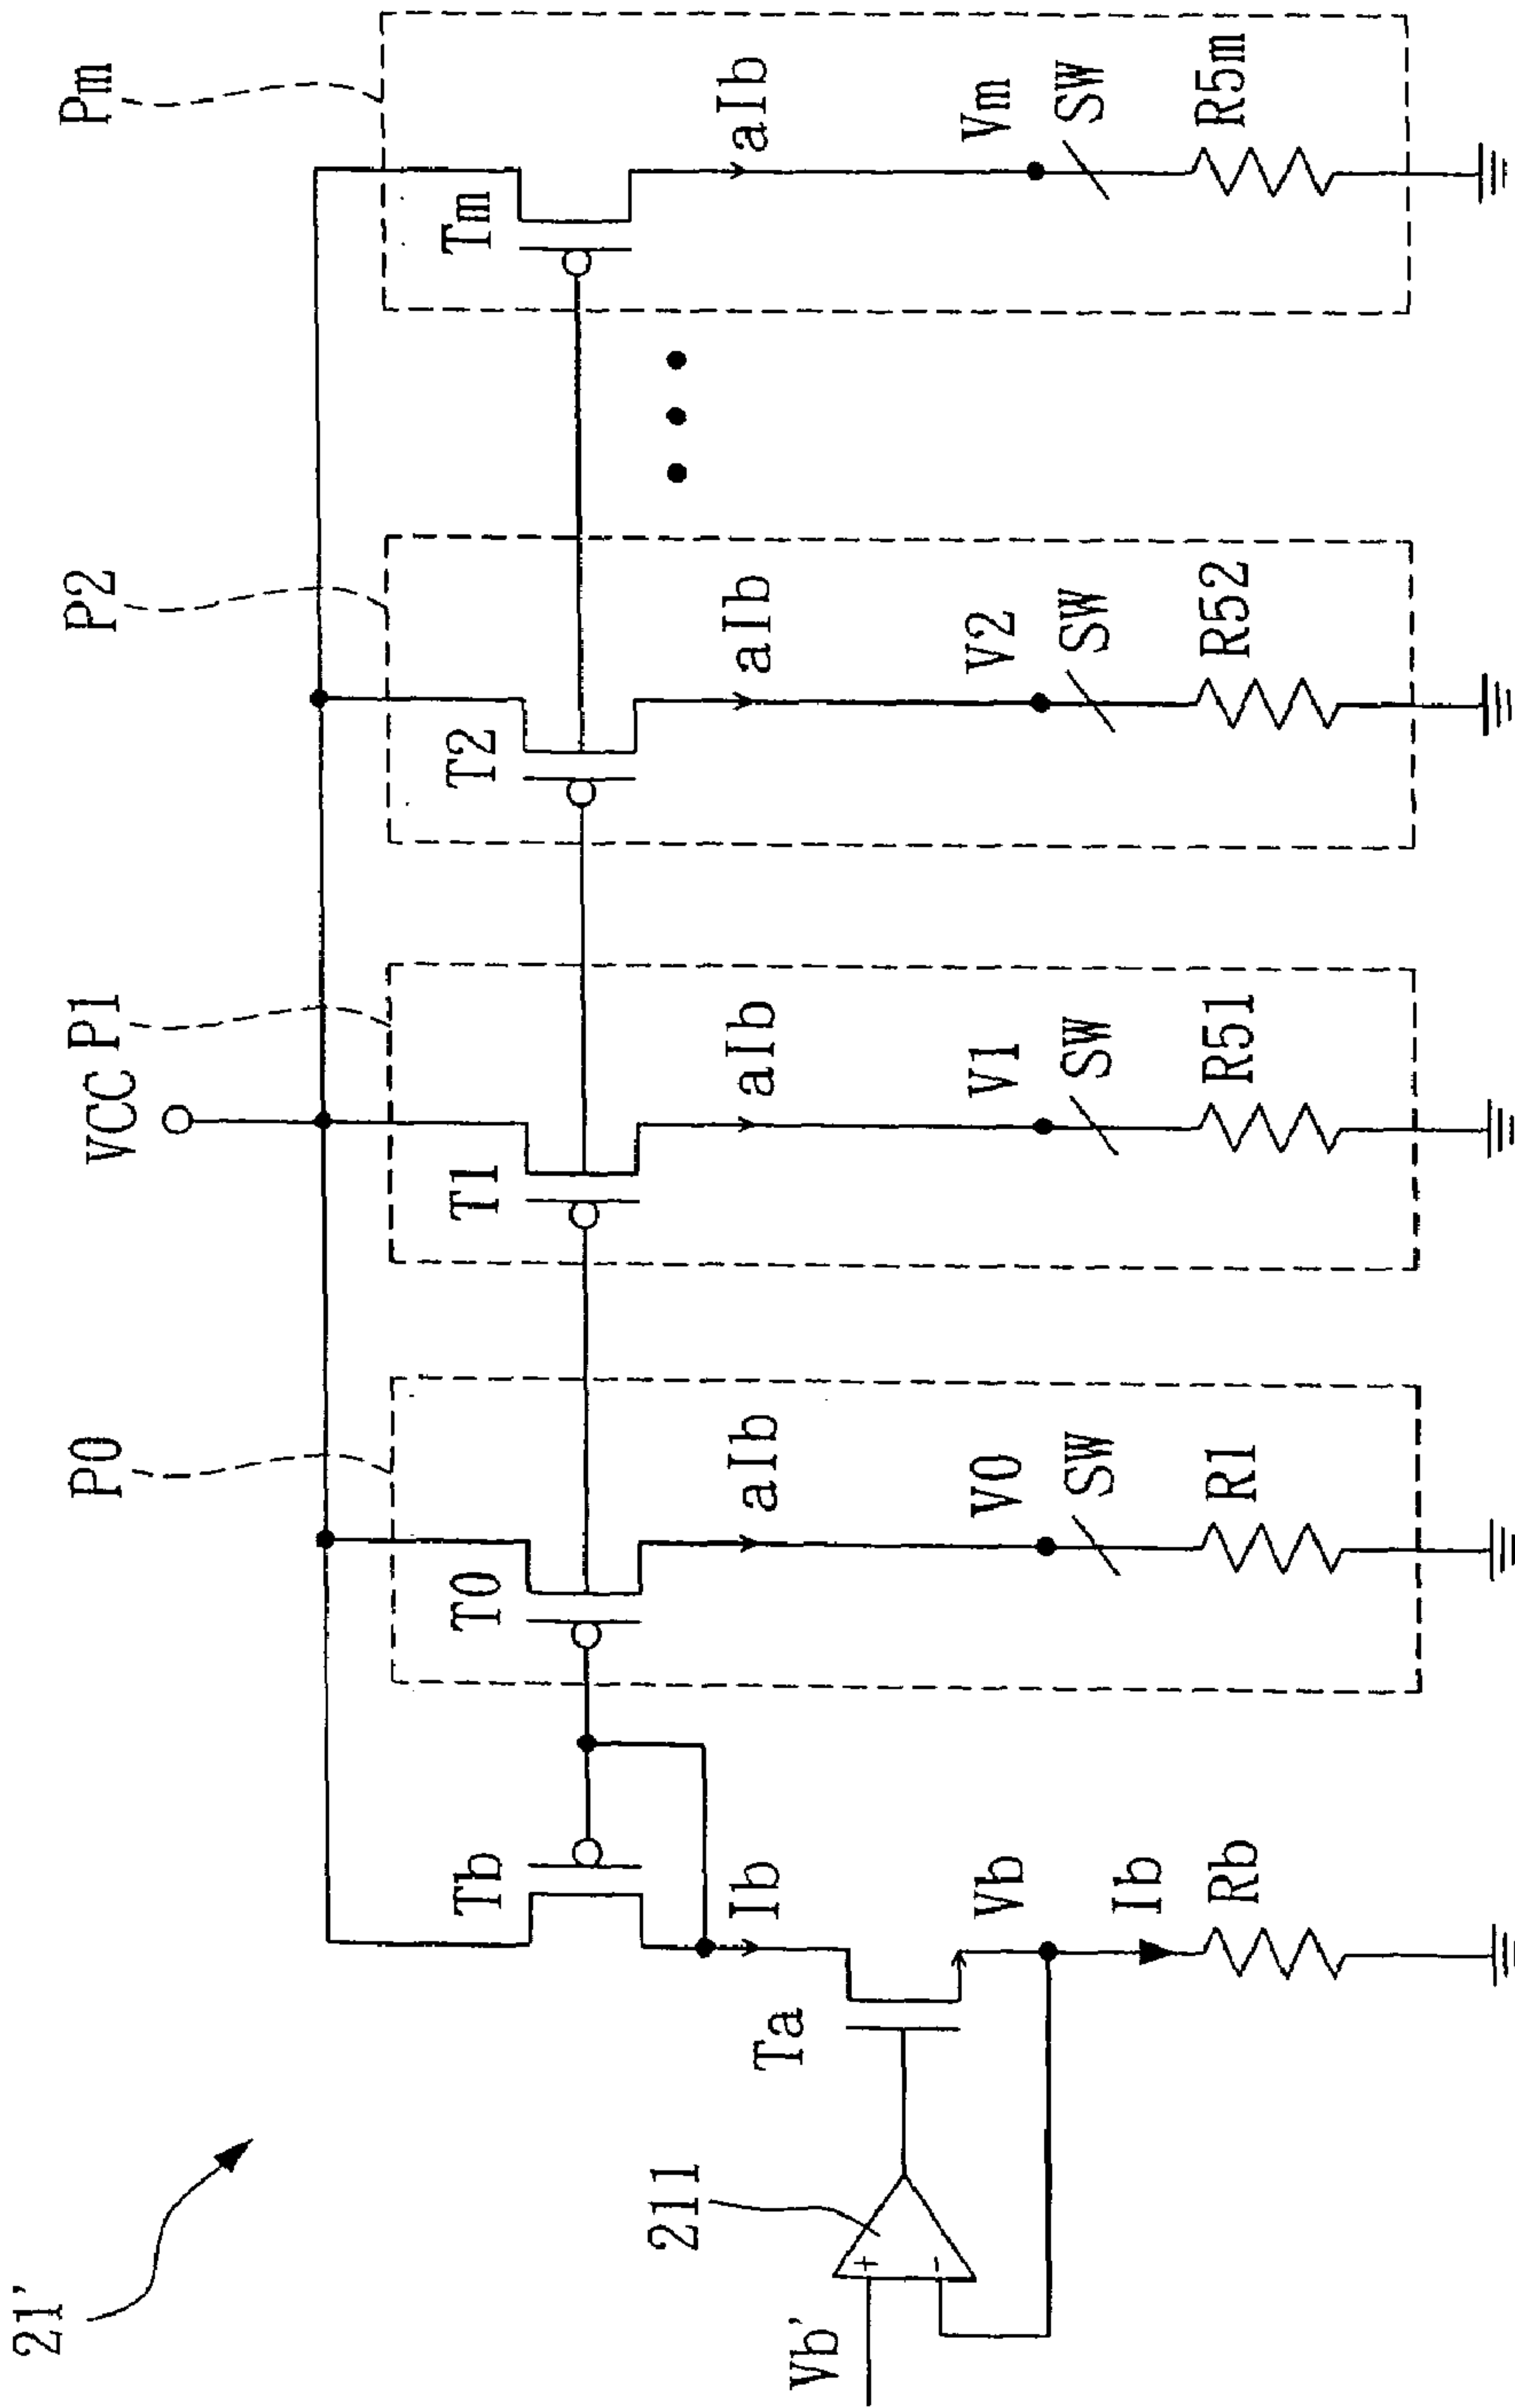 21'
VCC
P0
P1
P2
Pm
Tb
T0
T1
T2
Tm
Ib
aIb
aIb
aIb
aIb
211
Ta
Vb'
+
-
Vb
V0
V1
V2
Vm
Ib
SW
SW
SW
SW
Rb
R1
R51
R52
R5m